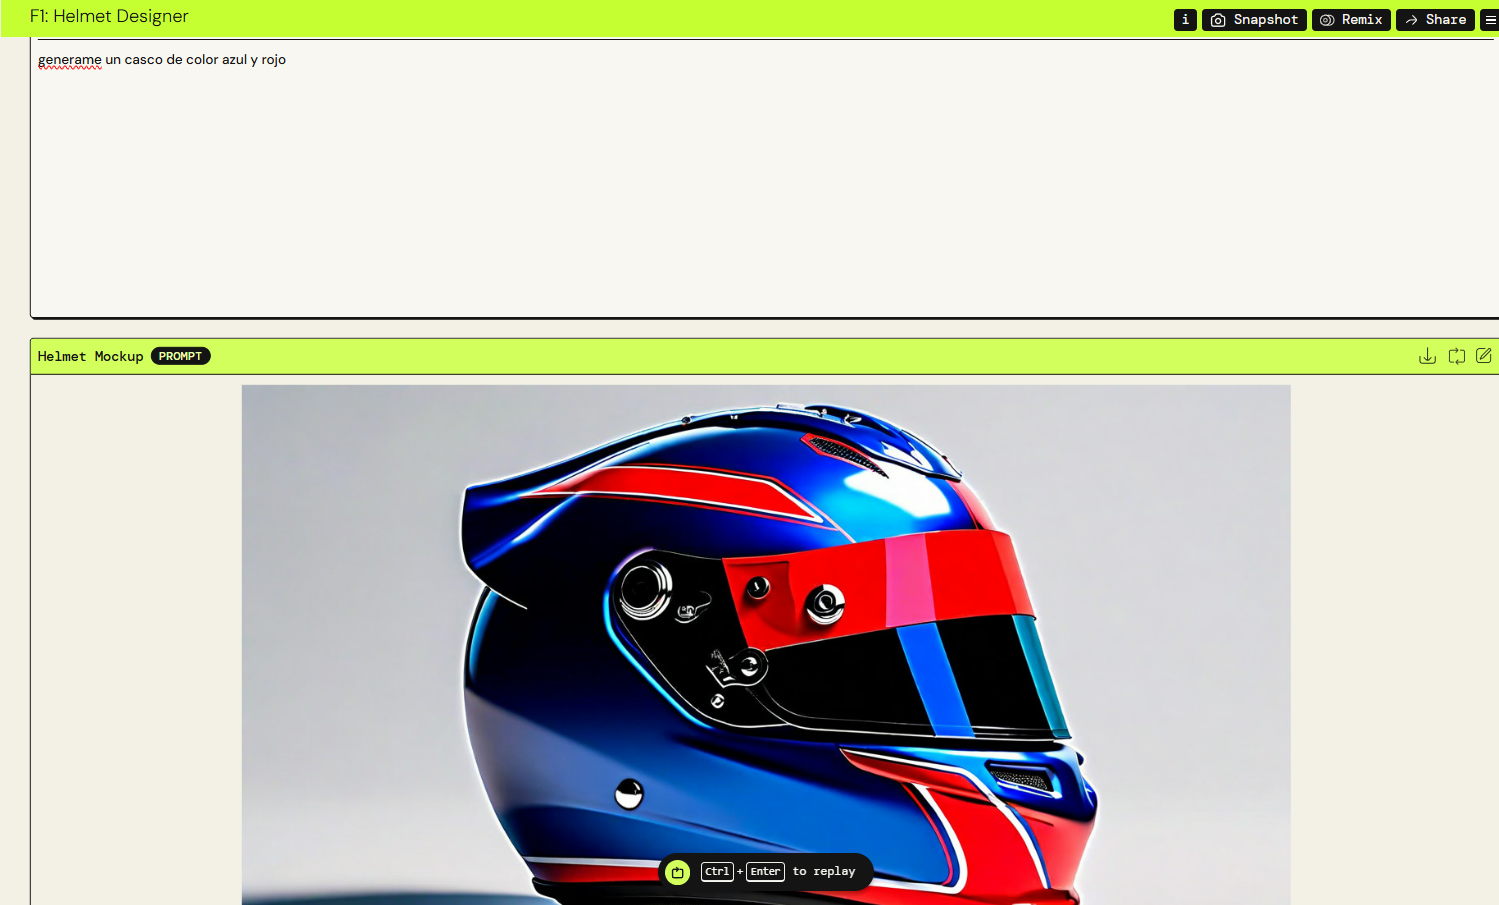 F1: Helmet Designer
i
Snapshot
Remix
Share
generame un casco de color azul y rojo
Helmet Mockup PROMPT
Ctrl + Enter to replay